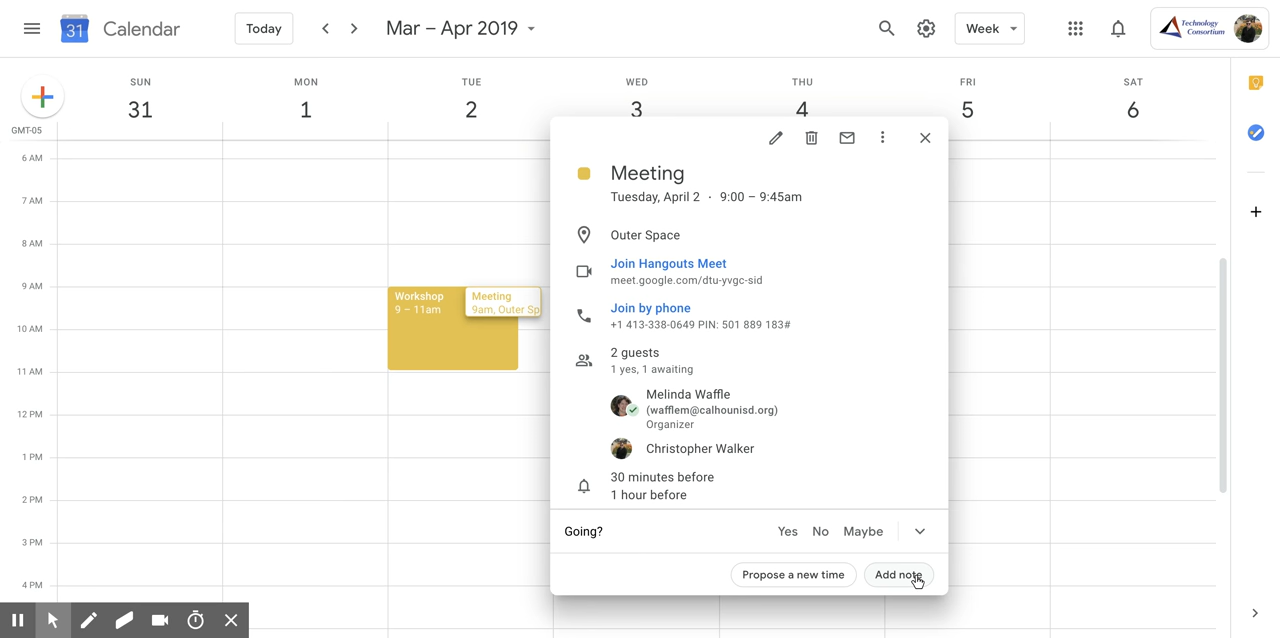 31
Calendar
Today
Mar – Apr 2019
Week
Technology
Consortium
SUN MON TUE WED THU FRI SAT
31 1 2 3 4 5 6
GMT-05
6 AM
7 AM
8 AM
9 AM
10 AM
11 AM
12 PM
1 PM
2 PM
3 PM
4 PM
Workshop
9 – 11am
Meeting
9am, Outer Sp
Meeting
Tuesday, April 2 · 9:00 – 9:45am
Outer Space
Join Hangouts Meet
meet.google.com/dtu-yvgc-sid
Join by phone
+1 413-338-0649 PIN: 501 889 183#
2 guests
1 yes, 1 awaiting
Melinda Waffle
(wafflem@calhounisd.org)
Organizer
Christopher Walker
30 minutes before
1 hour before
Going?
Yes No Maybe
Propose a new time
Add note